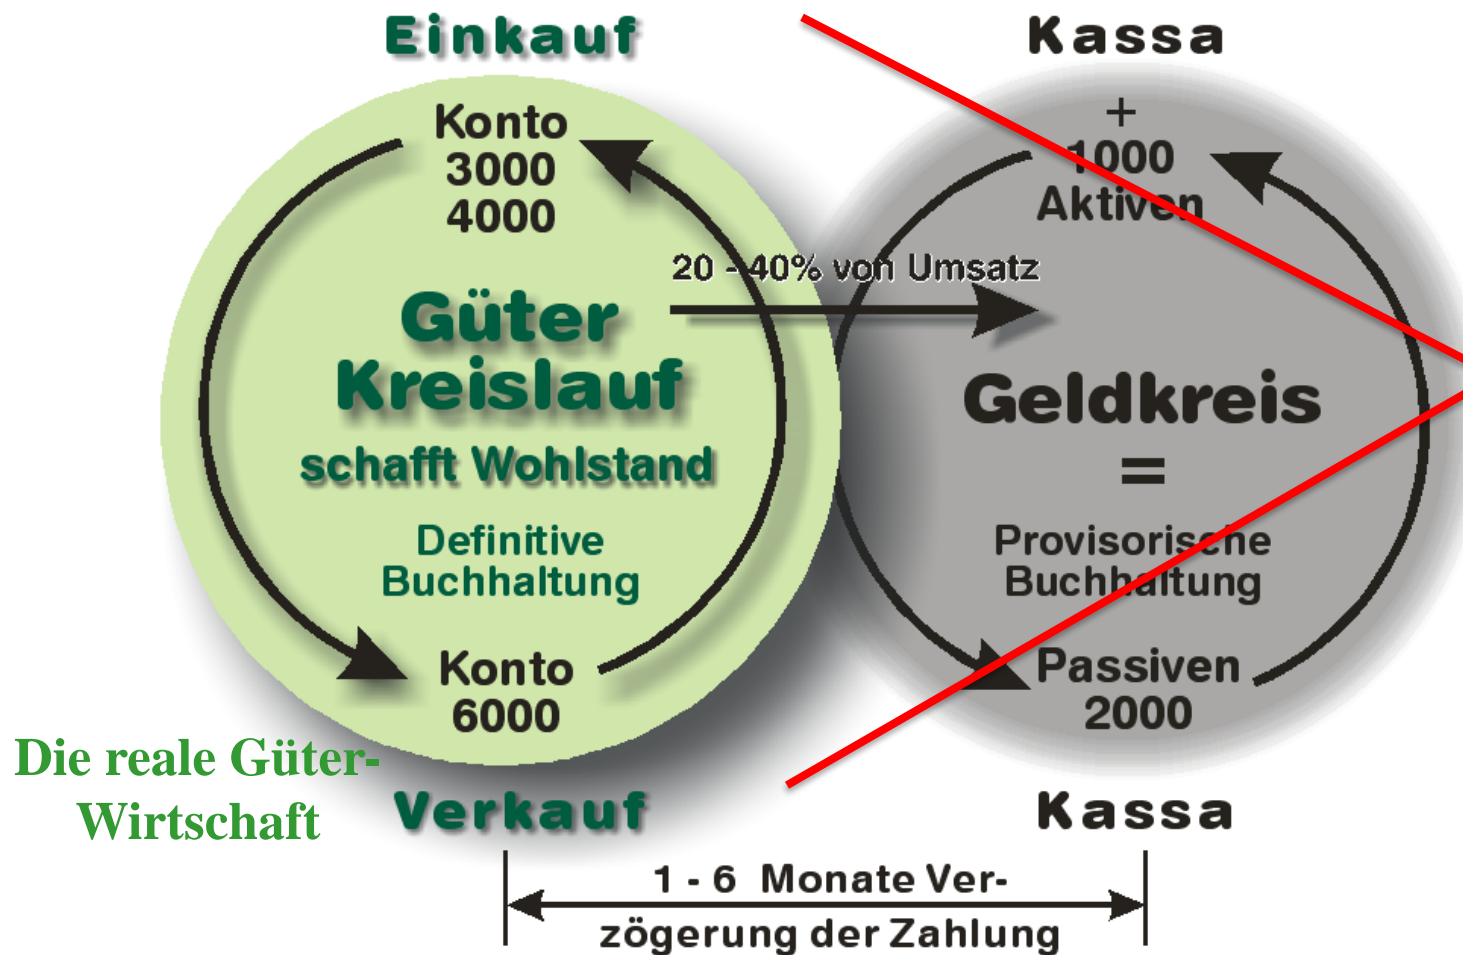 Einkauf
Konto
3000
4000
Güter
Kreislauf
schafft Wohlstand
Definitive
Buchhaltung
Konto
6000
Verkauf
Die reale Güter-
Wirtschaft
20 - 40% von Umsatz
Kassa
+
1000
Aktiven
Geldkreis
=
Provisorische
Buchhaltung
Passiven
2000
Kassa
1 - 6 Monate Ver-
zögerung der Zahlung